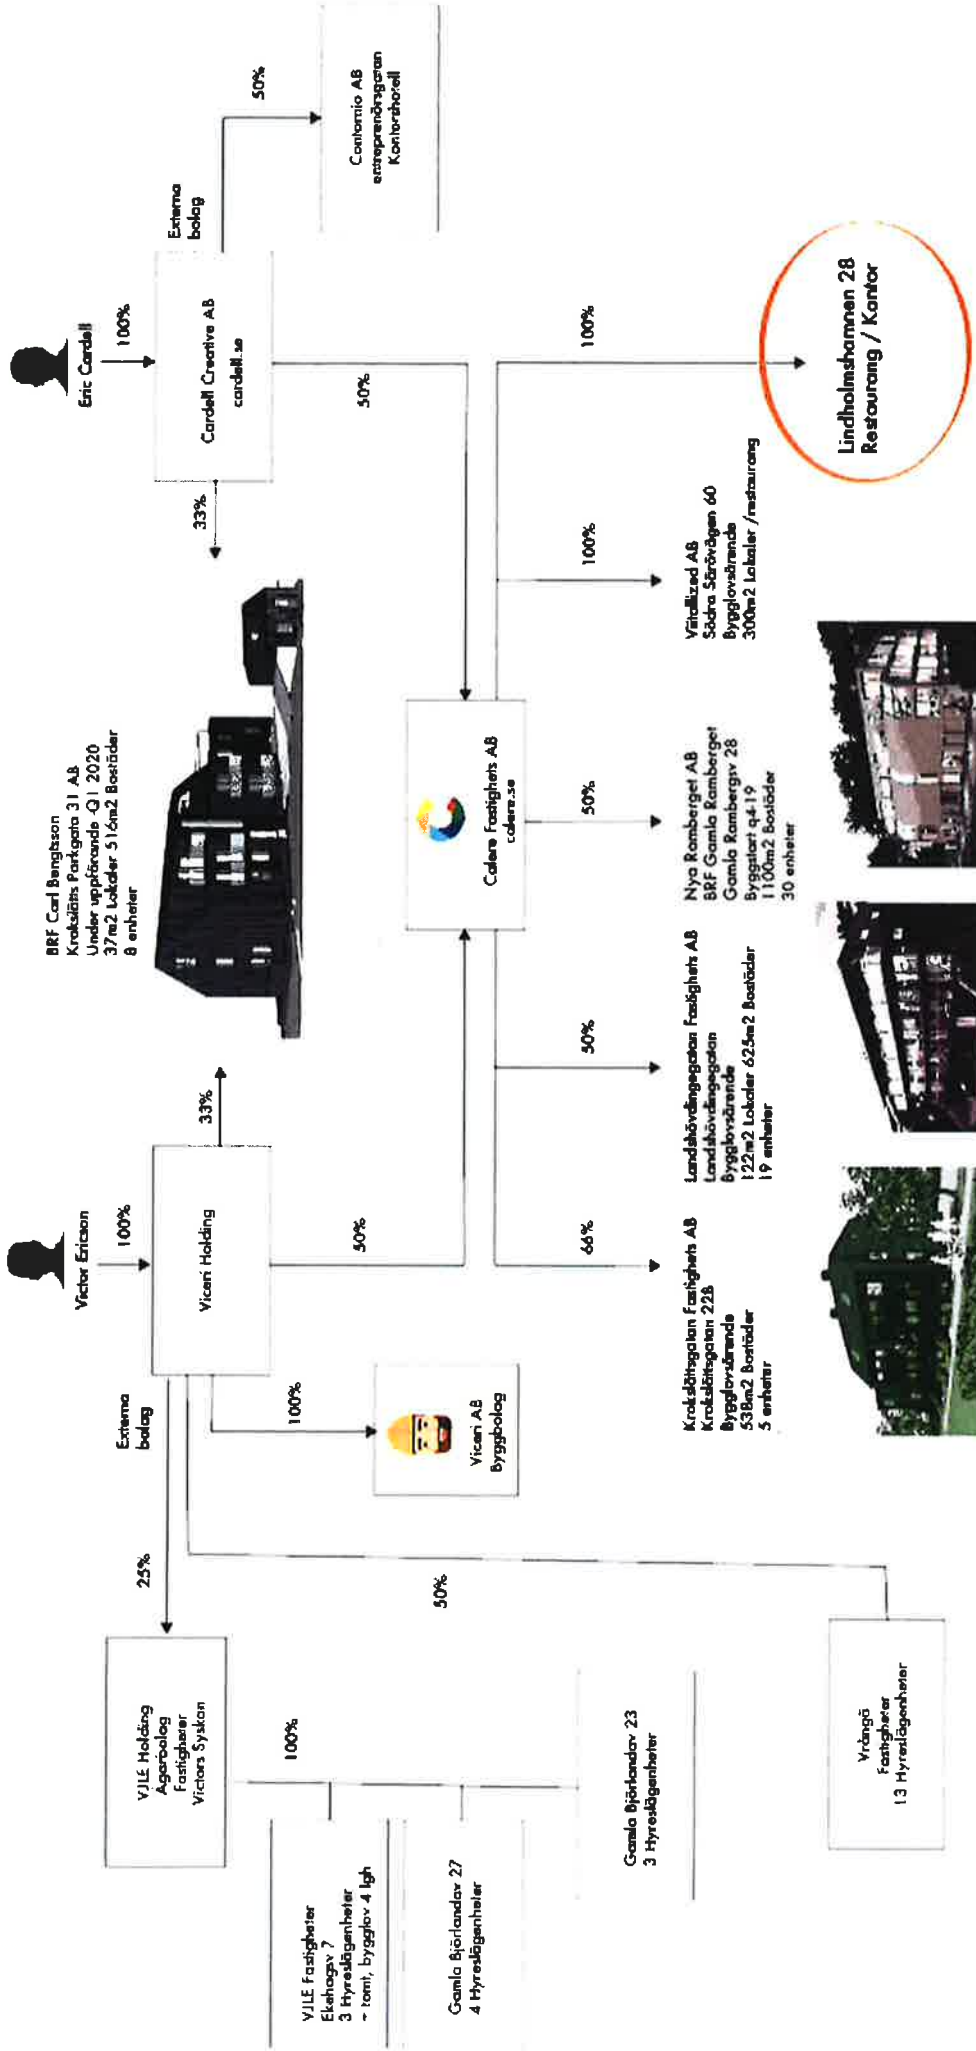 Victor Ericson
100%
Viceri Holding
Eric Cardell
100%
Cardell Creative AB
cardell.se
BRF Carl Bengtsson
Krokslätts Parkgata 31 AB
Under uppförande -Q1 2020
37m2 Lokaler 516m2 Bostäder
8 enheter
33%
33%
Externa
bolag
25%
VJLE Holding
Ägarbolag
Fastigheter
Victors Syskon
100%
VJLE Fastigheter
Ekehagsv 7
3 Hyreslägenheter
+ tomt, bygglov 4 lgh
Gamla Björlandav 27
4 Hyreslägenheter
Gamla Björlandav 23
3 Hyreslägenheter
50%
Vrångö
Fastigheter
13 Hyreslägenheter
100%
Viceri AB
Byggbolag
50%
50%
Externa
bolag
50%
Contornio AB
entreprenörsgatan
Kontorshotell
Calere Fastighets AB
calere.se
66%
Krokslättsgatan Fastighets AB
Krokslättsgatan 22B
Bygglovsärende
538m2 Bostäder
5 enheter
50%
Landshövdingegatan Fastighets AB
Landshövdingegatan
Bygglovsärende
122m2 Lokaler 625m2 Bostäder
19 enheter
50%
Nya Ramberget AB
BRF Gamla Ramberget
Gamla Rambergsv 28
Byggstart q4-19
1100m2 Bostäder
30 enheter
100%
Vitallized AB
Södra Särövägen 60
Bygglovsärende
300m2 Lokaler /restaurang
100%
Lindholmshamnen 28
Restaurang / Kontor